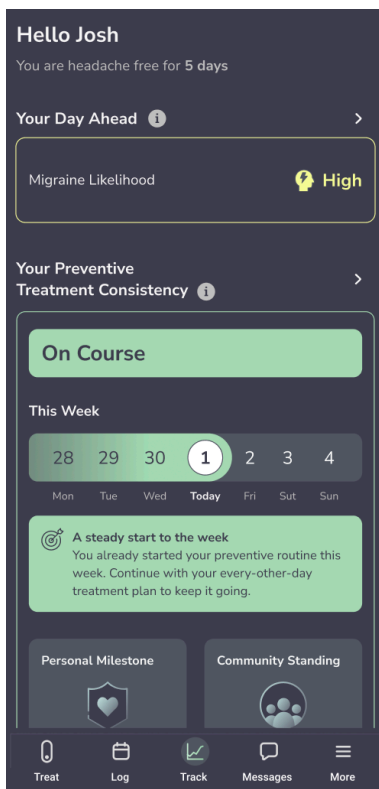 Hello Josh
You are headache free for 5 days
Your Day Ahead i
Migraine Likelihood High
Your Preventive
Treatment Consistency i
On Course
This Week
28 29 30 1 2 3 4
Mon Tue Wed Today Fri Sut Sun
A steady start to the week
You already started your preventive routine this
week. Continue with your every-other-day
treatment plan to keep it going.
Personal Milestone Community Standing
Treat Log Track Messages More